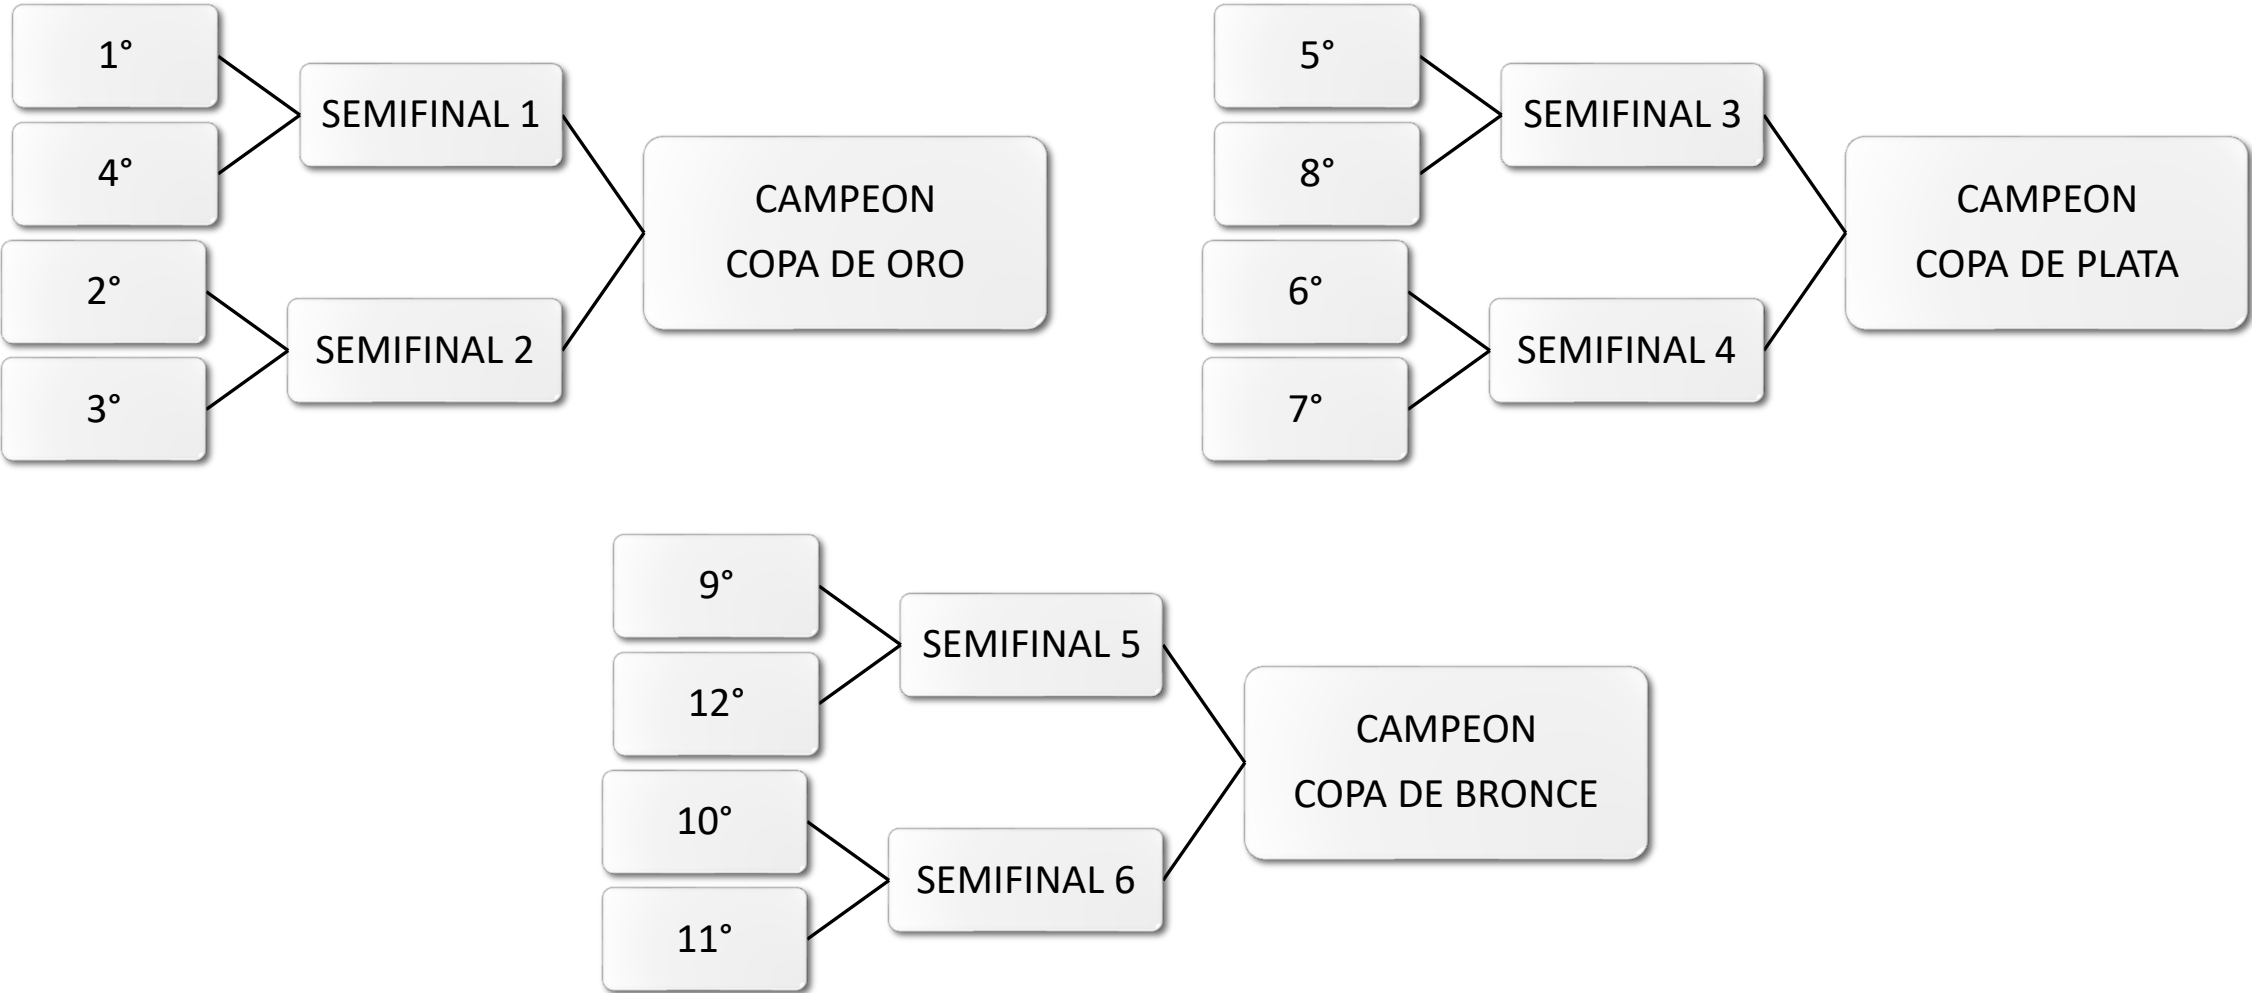 1°
4°
2°
3°
SEMIFINAL 1
SEMIFINAL 2
CAMPEON
COPA DE ORO
5°
8°
6°
7°
SEMIFINAL 3
SEMIFINAL 4
CAMPEON
COPA DE PLATA
9°
12°
10°
11°
SEMIFINAL 5
SEMIFINAL 6
CAMPEON
COPA DE BRONCE